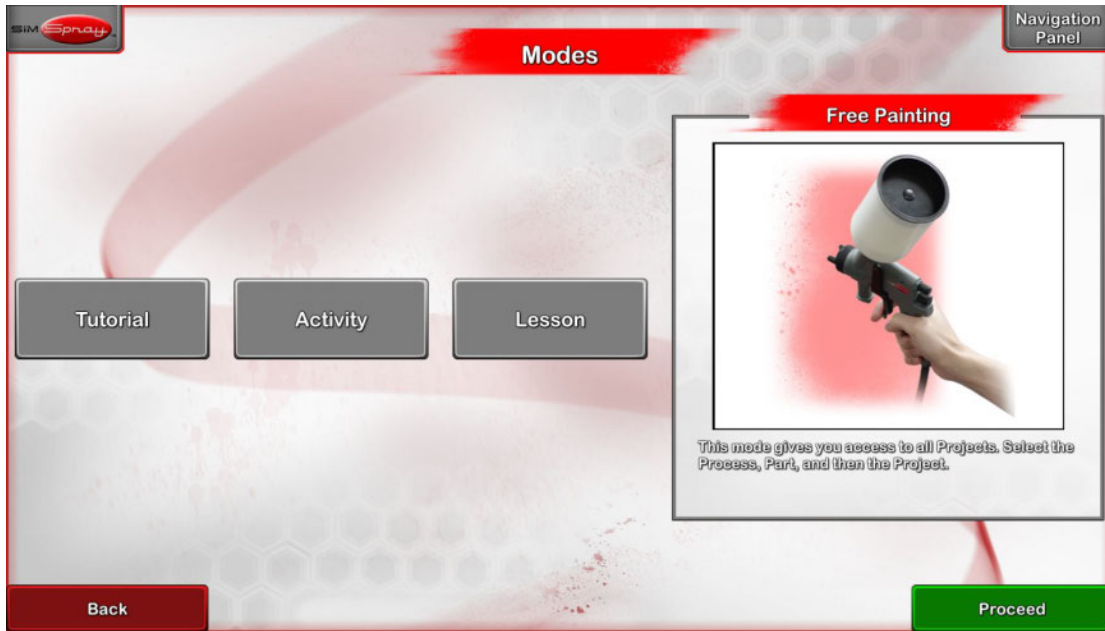 SIM Spray
Modes
Navigation
Panel
Free Painting
Tutorial
Activity
Lesson
This mode gives you access to all Projects. Select the
Process, Part, and then the Project.
Back
Proceed